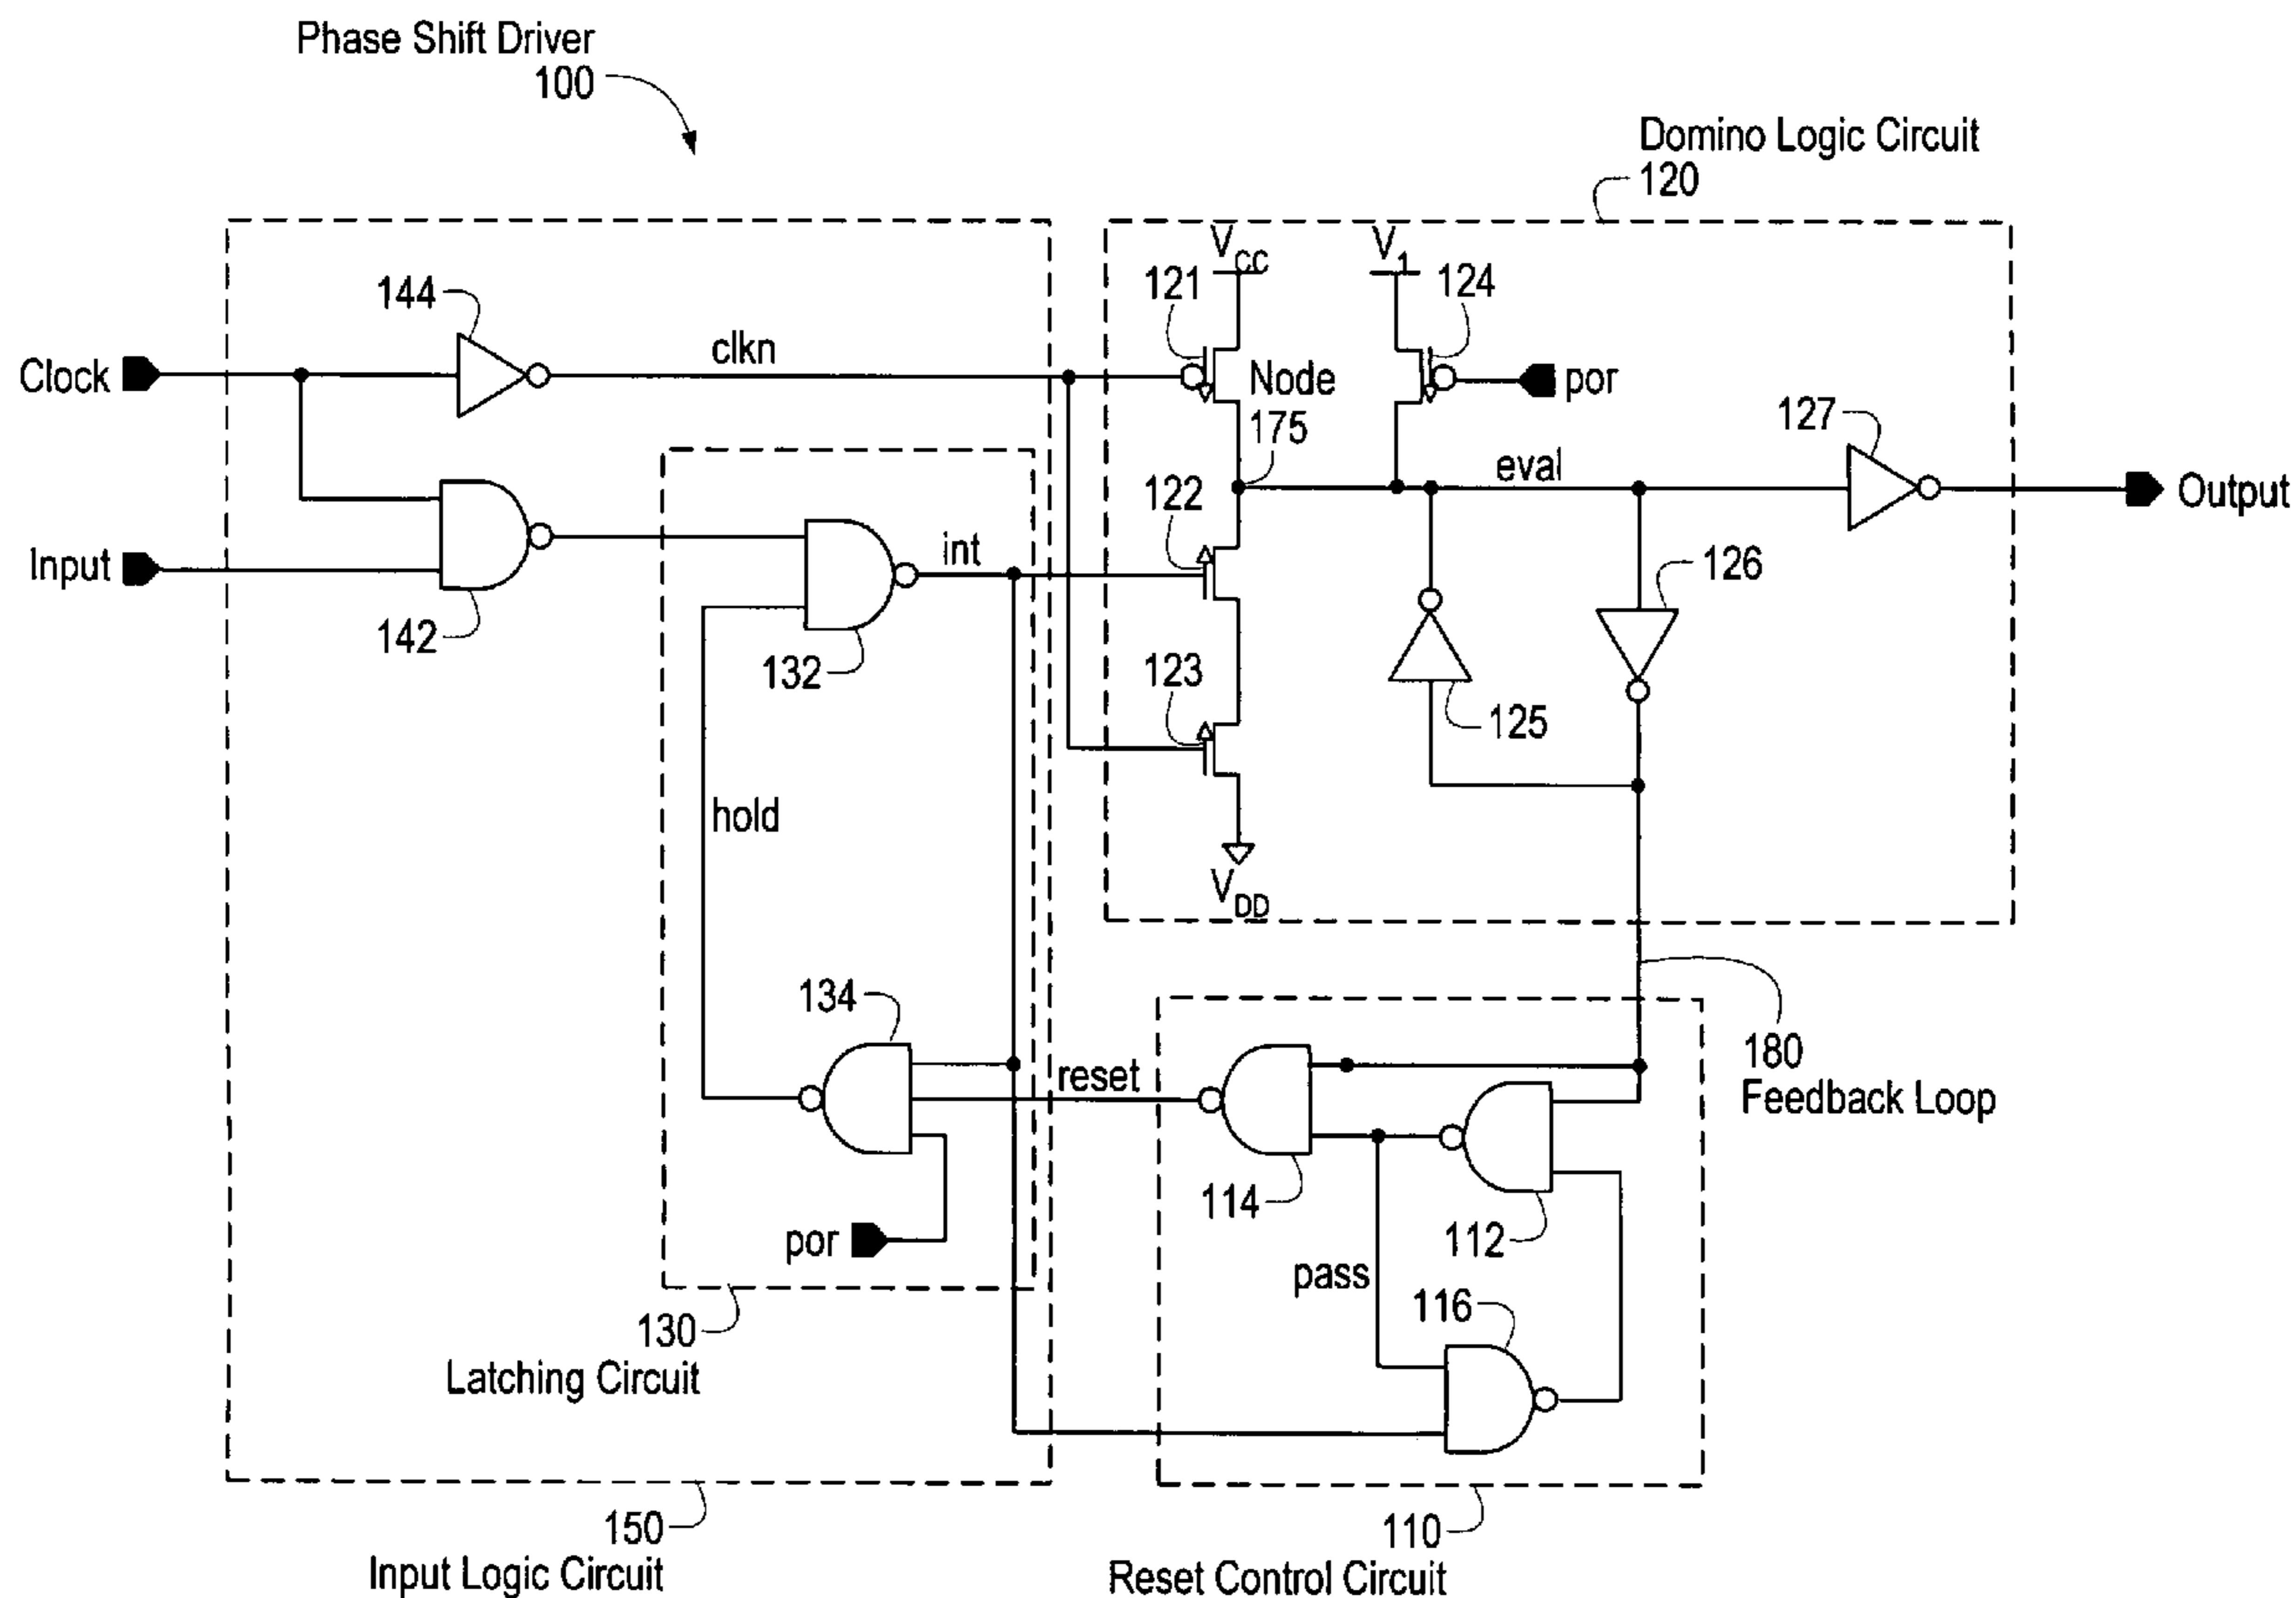 Phase Shift Driver
100
Domino Logic Circuit
120
VCC
V1
121
124
144
clkn
Clock
Node
175
por
127
eval
Output
122
126
int
Input
142
132
123
125
hold
VDD
134
180
Feedback Loop
reset
114
112
por
pass
116
130
Latching Circuit
150
Input Logic Circuit
110
Reset Control Circuit